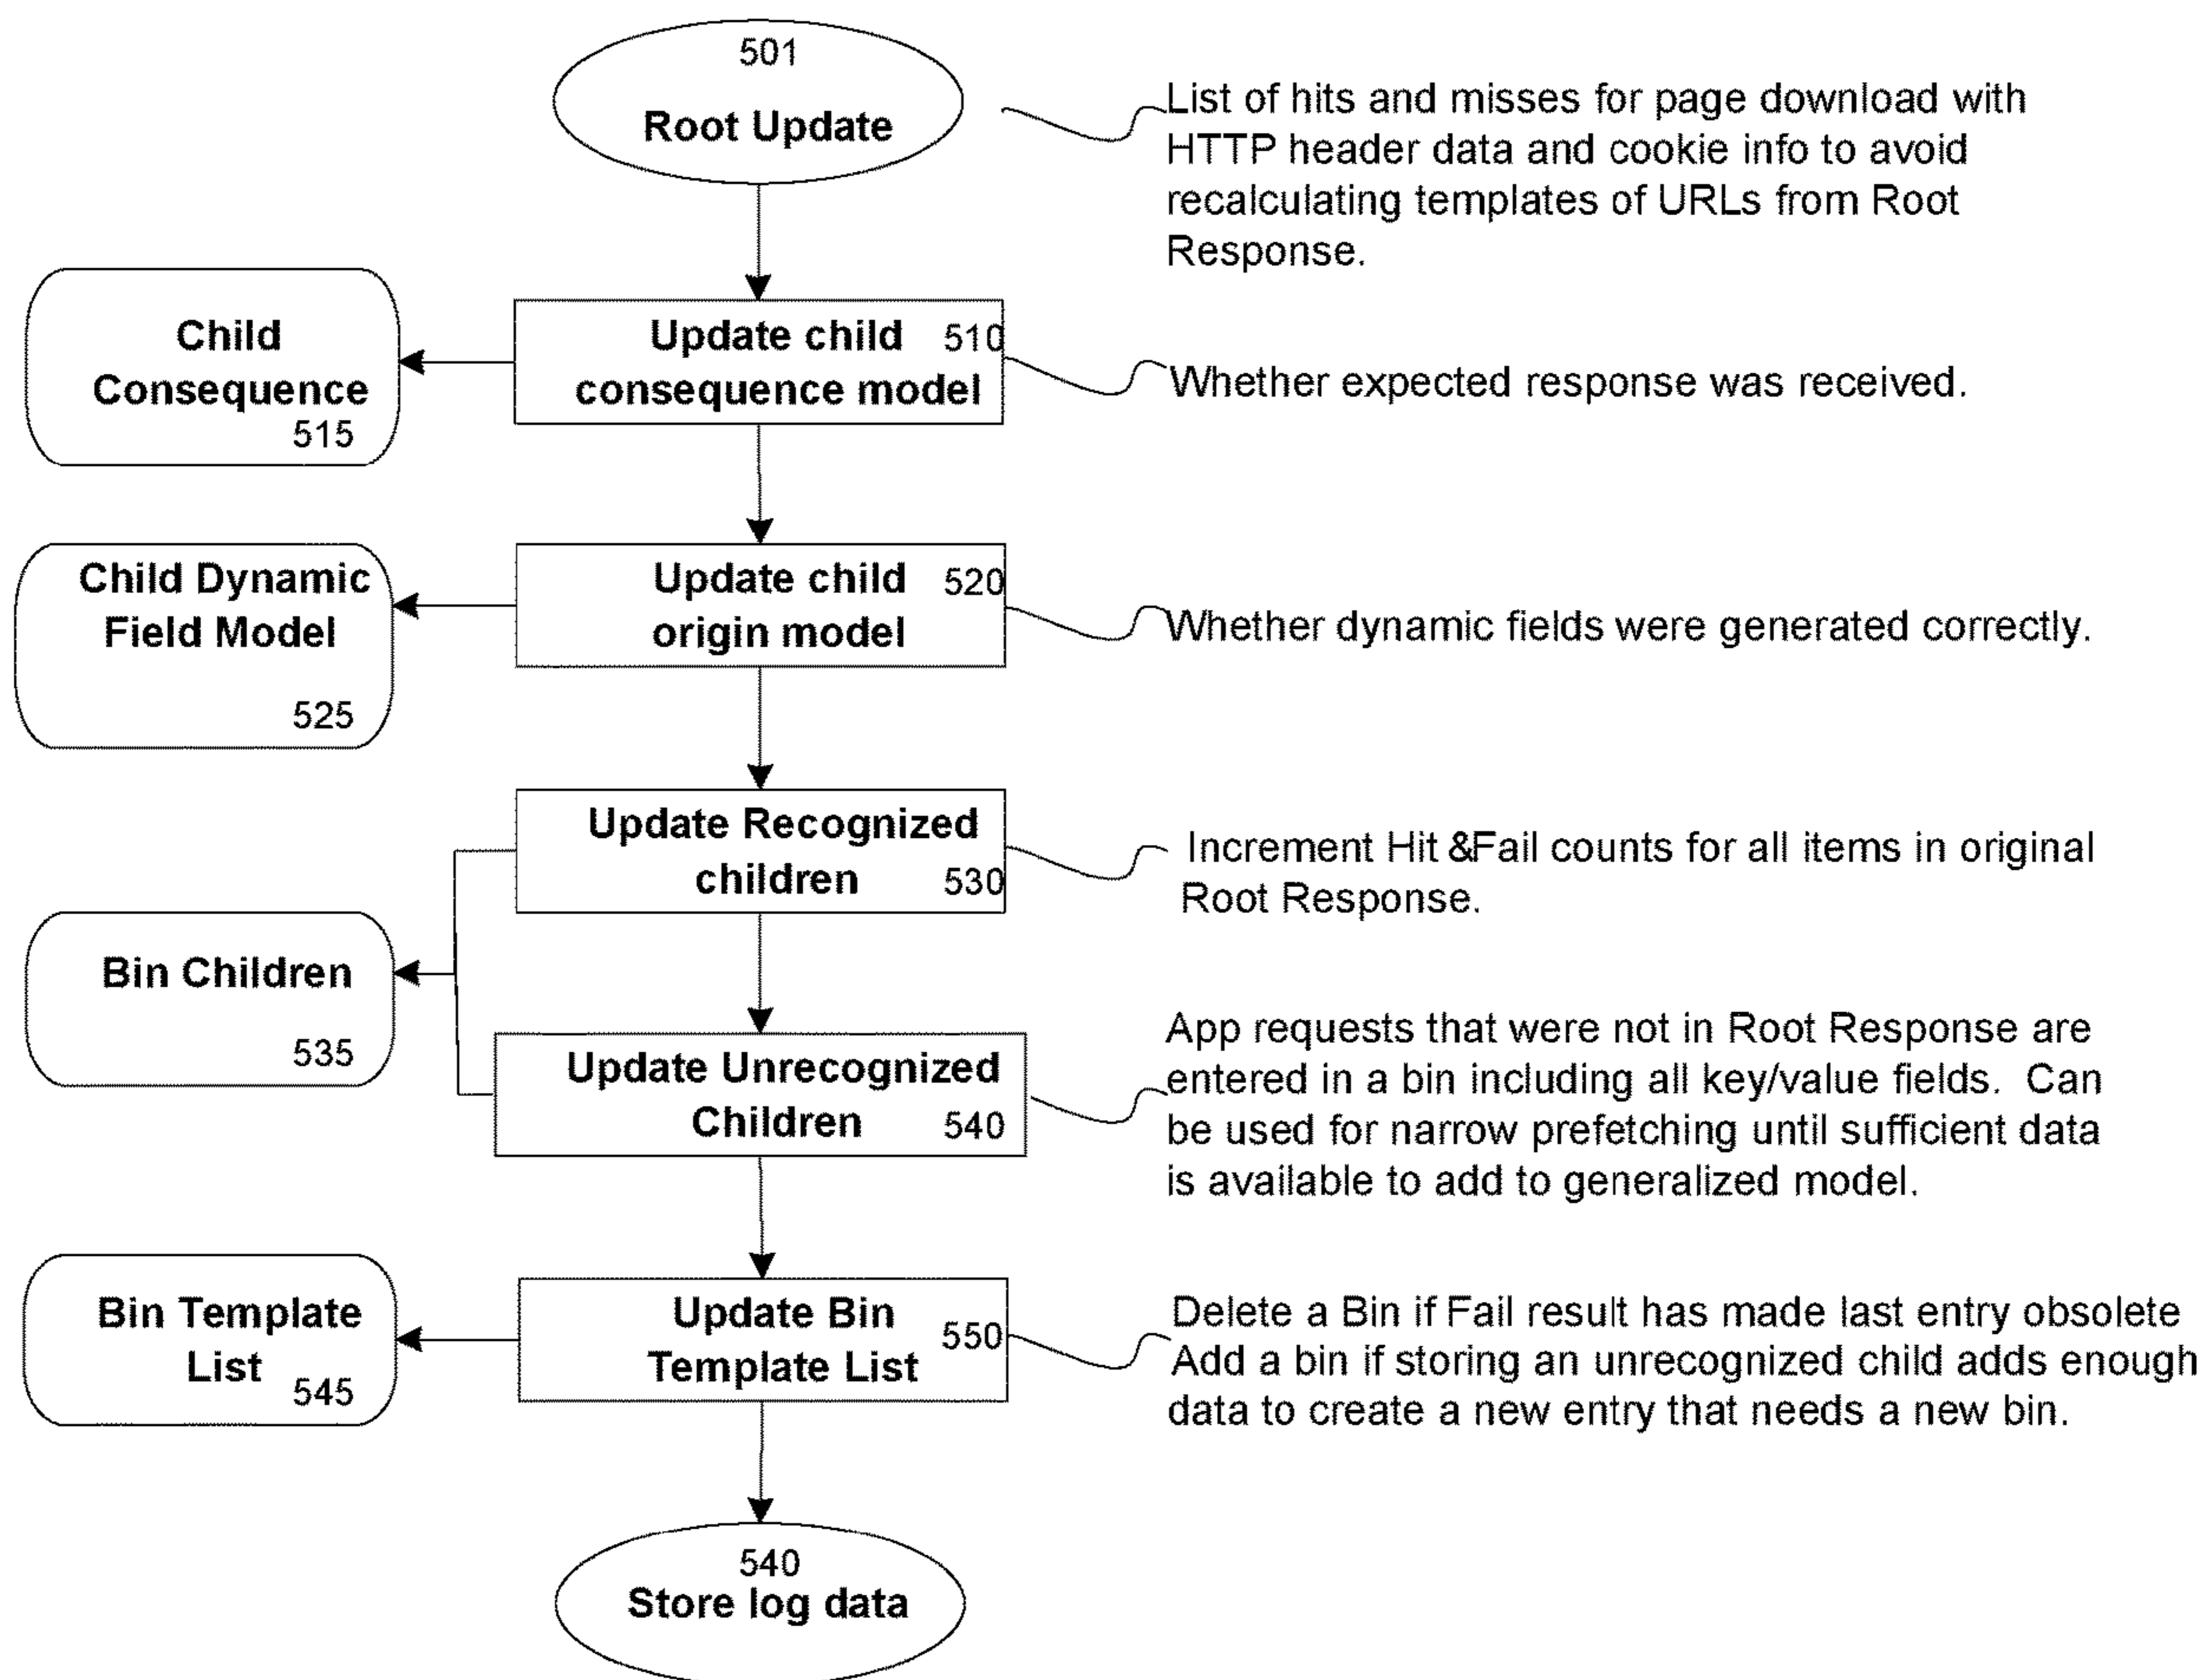 501
Root Update
List of hits and misses for page download with
HTTP header data and cookie info to avoid
recalculating templates of URLs from Root
Response.
Child
Consequence
515
Update child
consequence model
510
Whether expected response was received.
Child Dynamic
Field Model
525
Update child
origin model
520
Whether dynamic fields were generated correctly.
Update Recognized
children
530
Increment Hit &Fail counts for all items in original
Root Response.
Bin Children
535
Update Unrecognized
Children
540
App requests that were not in Root Response are
entered in a bin including all key/value fields. Can
be used for narrow prefetching until sufficient data
is available to add to generalized model.
Bin Template
List
545
Update Bin
Template List
550
Delete a Bin if Fail result has made last entry obsolete
Add a bin if storing an unrecognized child adds enough
data to create a new entry that needs a new bin.
540
Store log data